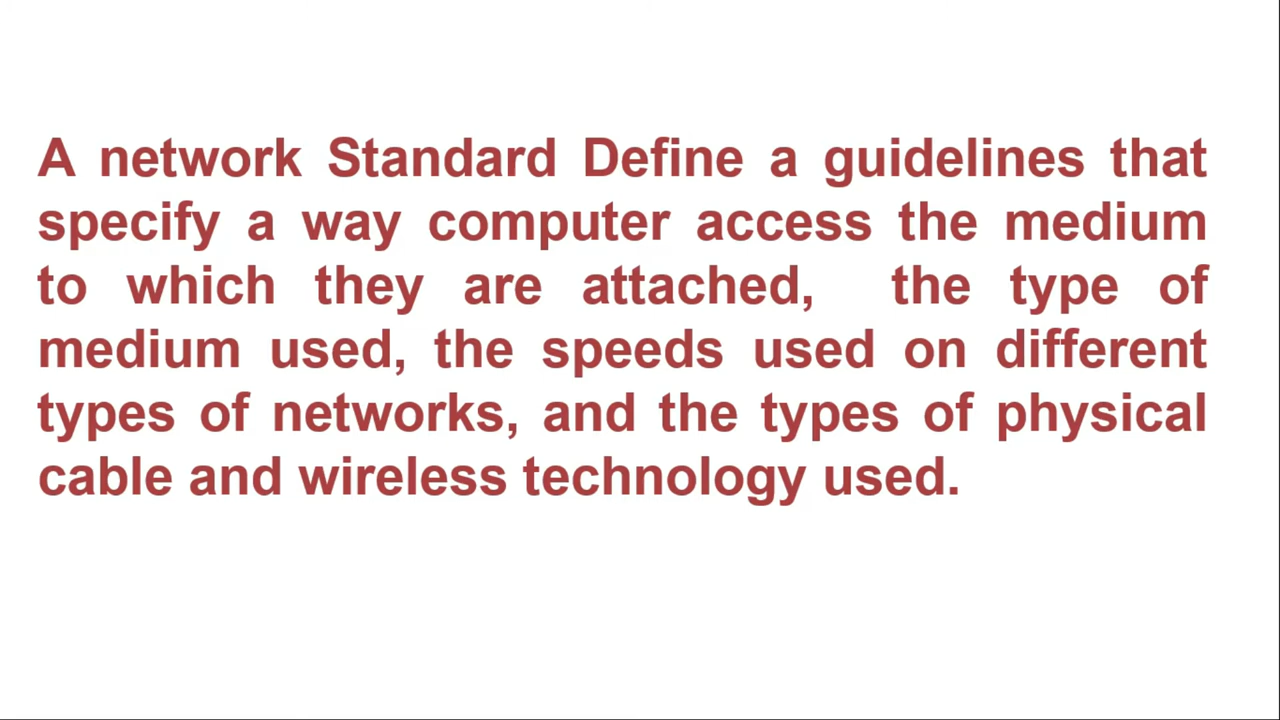 A network Standard Define a guidelines that
specify a way computer access the medium
to which they are attached, the type of
medium used, the speeds used on different
types of networks, and the types of physical
cable and wireless technology used.